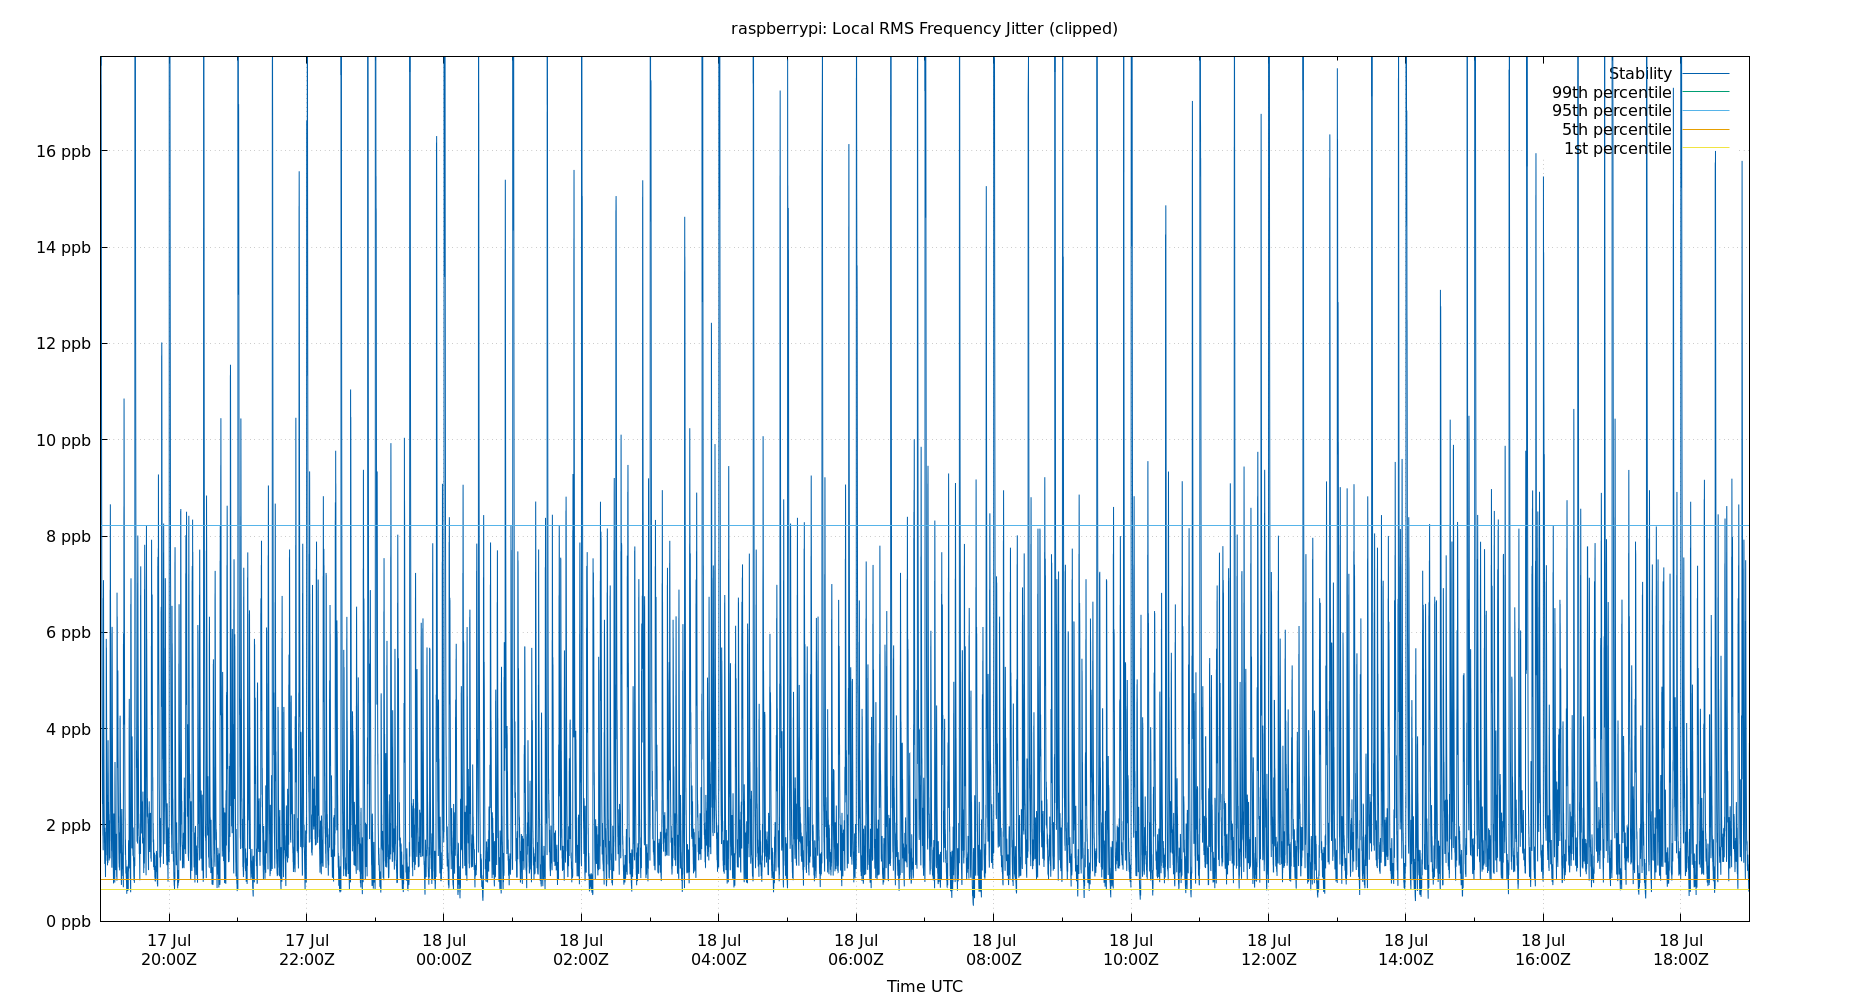 raspberrypi: Local RMS Frequency Jitter (clipped)
Stability
99th percentile
95th percentile
5th percentile
1st percentile
16 ppb
14 ppb
12 ppb
10 ppb
8 ppb
6 ppb
4 ppb
2 ppb
0 ppb
17 Jul 17 Jul 18 Jul 18 Jul 18 Jul 18 Jul 18 Jul 18 Jul 18 Jul 18 Jul 18 Jul 18 Jul
20:00Z 22:00Z 00:00Z 02:00Z 04:00Z 06:00Z 08:00Z 10:00Z 12:00Z 14:00Z 16:00Z 18:00Z
Time UTC